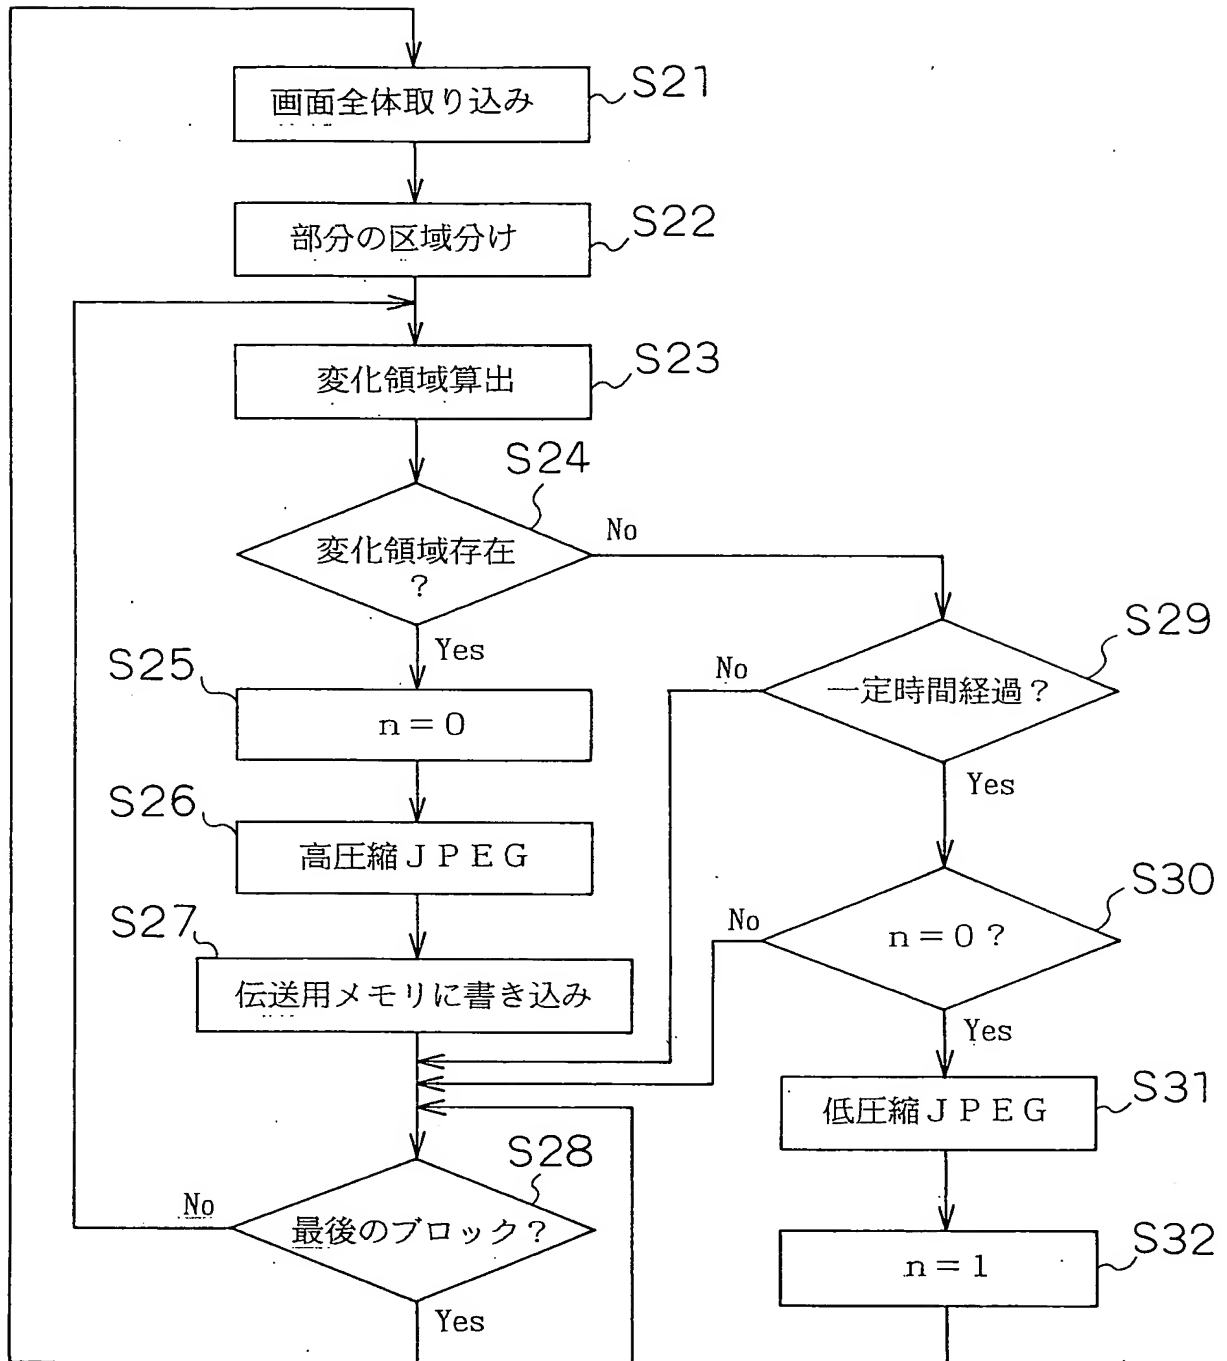 画面全体取り込み
S21
部分の区域分け
S22
変化領域算出
S23
S24
変化領域存在
?
No
Yes
S25
n=0
S26
高圧縮JPEG
S27
伝送用メモリに書き込み
S28
最後のブロック?
No
Yes
S29
一定時間経過?
No
Yes
S30
n=0?
No
Yes
S31
低圧縮JPEG
S32
n=1